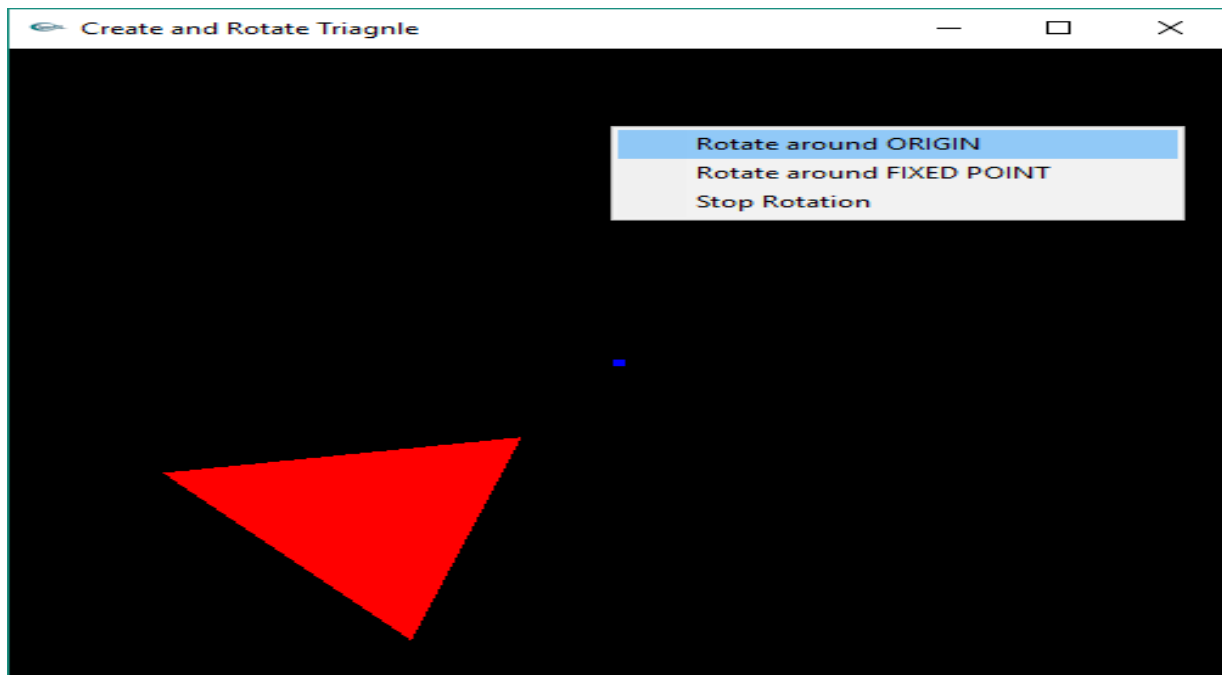 Create and Rotate Triagnle
Rotate around ORIGIN
Rotate around FIXED POINT
Stop Rotation